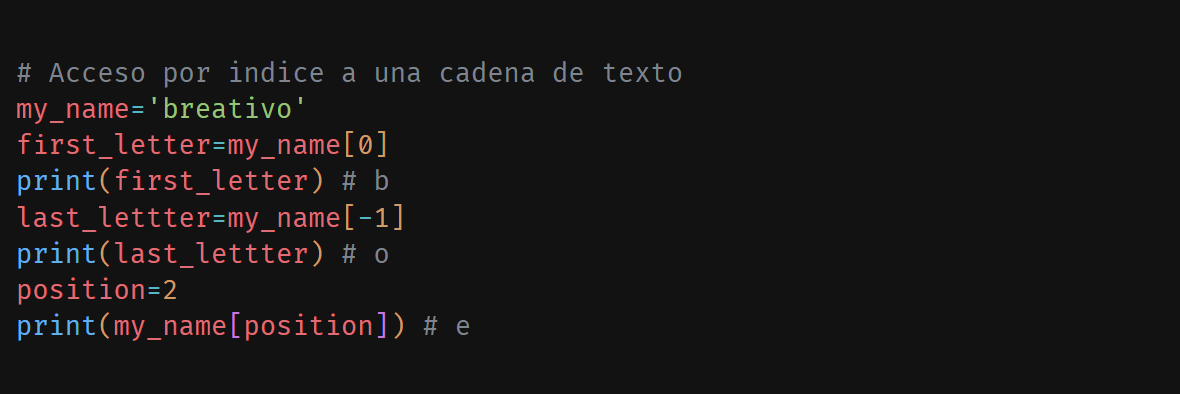 # Acceso por indice a una cadena de texto
my_name='breativo'
first_letter=my_name[0]
print(first_letter) # b
last_lettter=my_name[-1]
print(last_lettter) # o
position=2
print(my_name[position]) # e